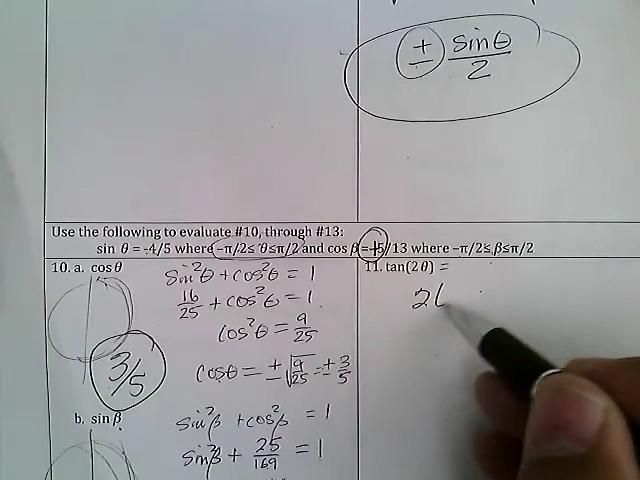 ± sinθ / 2
Use the following to evaluate #10, through #13:
sin θ = -4/5 where −π/2≤ θ≤π/2 and cos β = +5/13 where −π/2≤ β≤π/2
10. a. cosθ
sin²θ + cos²θ = 1
16/25 + cos²θ = 1
cos²θ = 9/25
cosθ = ±√9/25 = ±3/5
3/5
b. sinβ
sin²β + cos²β = 1
sin²β + 25/169 = 1
11. tan(2θ) =
2(